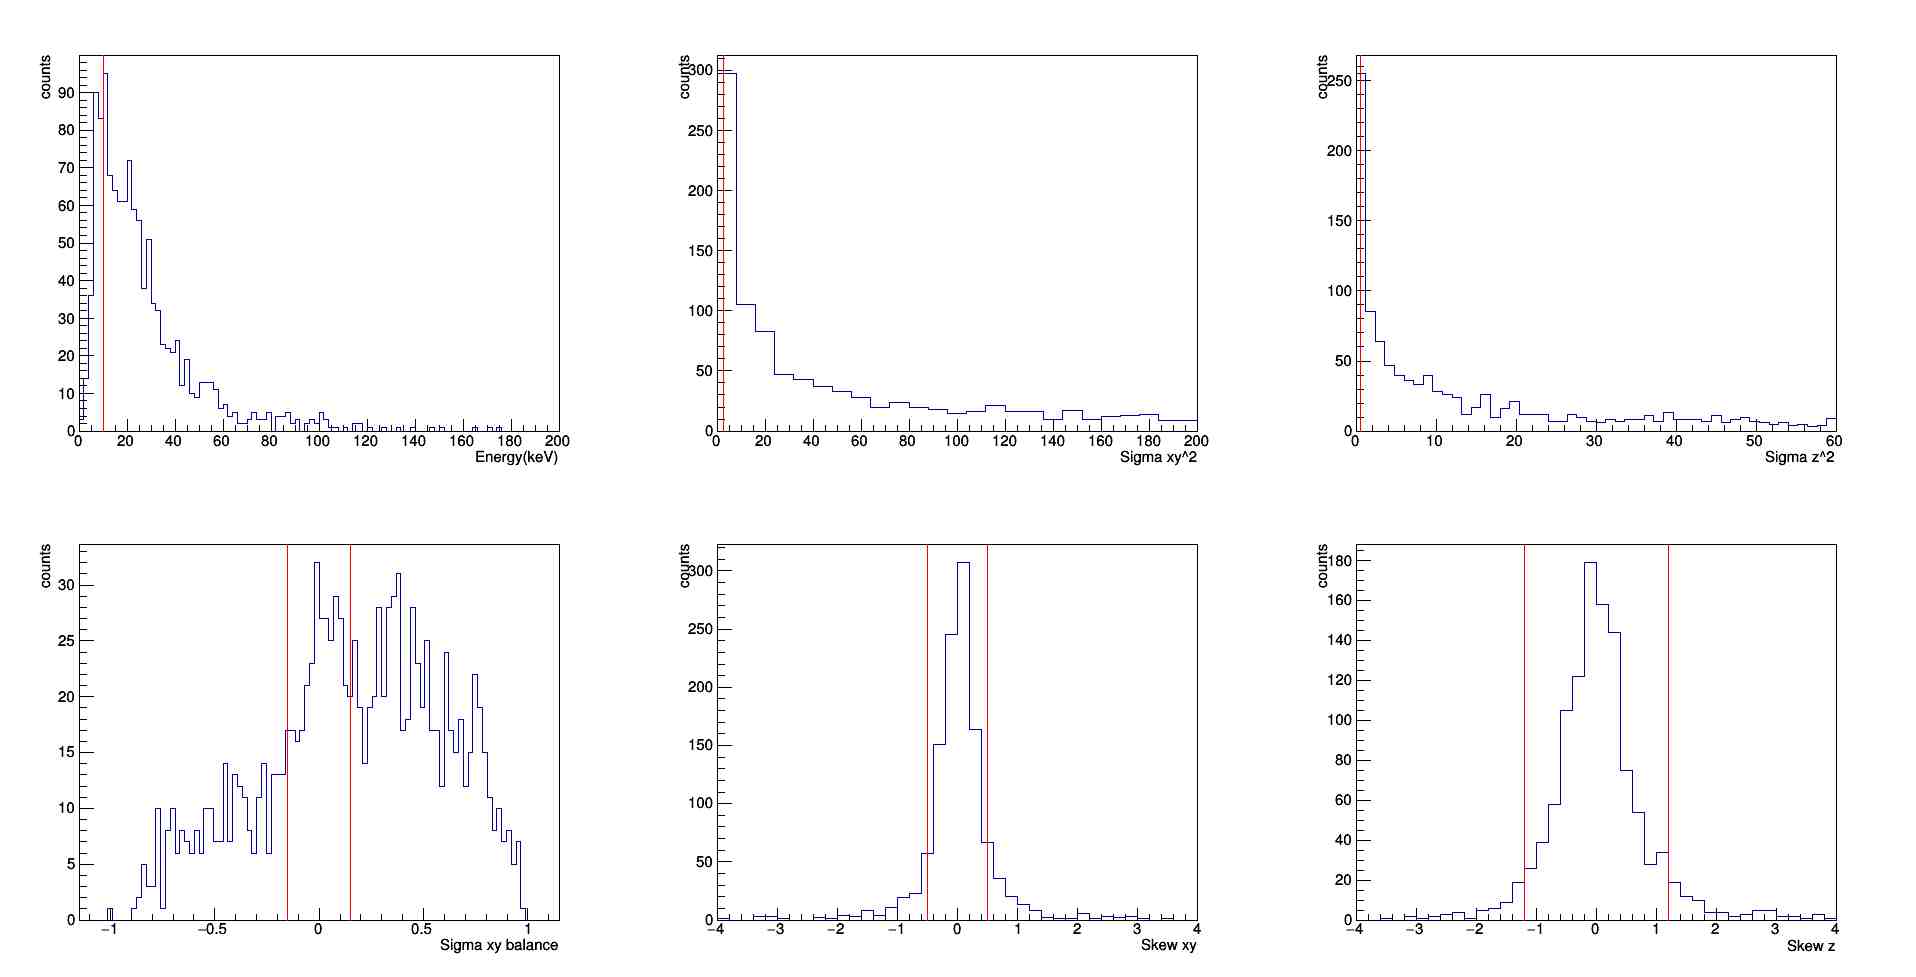 counts
90
80
70
60
50
40
30
20
10
0
0 20 40 60 80 100 120 140 160 180 200
Energy(keV)
counts
300
250
200
150
100
50
0
0 20 40 60 80 100 120 140 160 180 200
Sigma xy^2
counts
250
200
150
100
50
0
0 10 20 30 40 50 60
Sigma z^2
counts
30
25
20
15
10
5
0
−1 −0.5 0 0.5 1
Sigma xy balance
counts
300
250
200
150
100
50
0
−4 −3 −2 −1 0 1 2 3 4
Skew xy
counts
180
160
140
120
100
80
60
40
20
0
−4 −3 −2 −1 0 1 2 3 4
Skew z